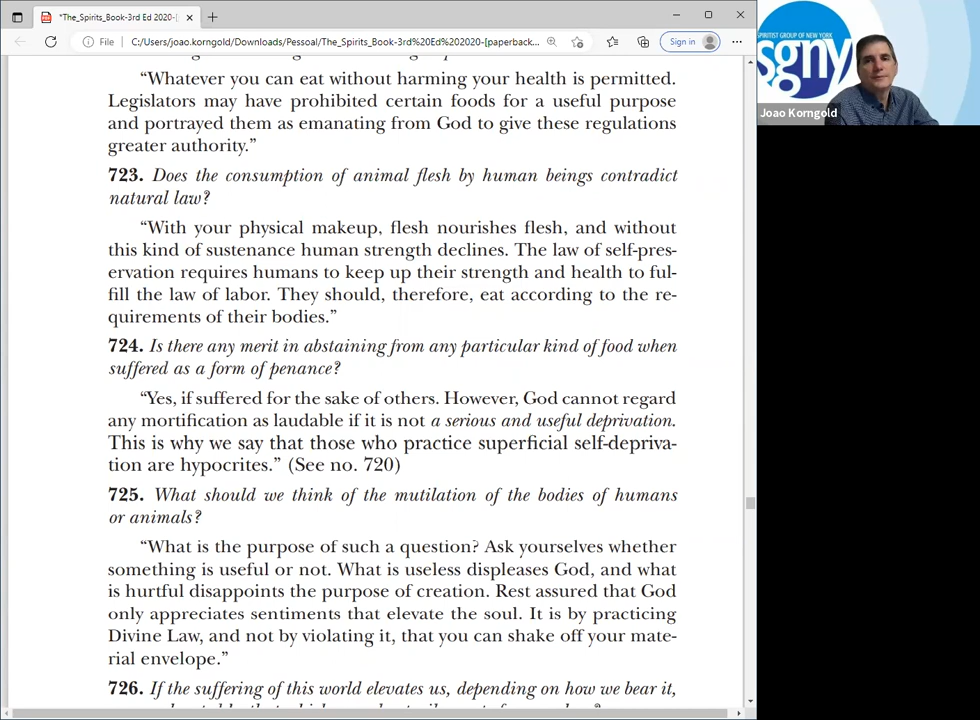 *The_Spirits_Book-3rd Ed 2020-[
File
C:/Users/joao.korngold/Downloads/Pessoal/The_Spirits_Book-3rd%20Ed%202020-[paperback...
Sign in
SPIRITIST GROUP OF NEW YORK
sgny
Joao Korngold
“Whatever you can eat without harming your health is permitted.
Legislators may have prohibited certain foods for a useful purpose
and portrayed them as emanating from God to give these regulations
greater authority.”
723. Does the consumption of animal flesh by human beings contradict
natural law?
“With your physical makeup, flesh nourishes flesh, and without
this kind of sustenance human strength declines. The law of self-pres-
ervation requires humans to keep up their strength and health to ful-
fill the law of labor. They should, therefore, eat according to the re-
quirements of their bodies.”
724. Is there any merit in abstaining from any particular kind of food when
suffered as a form of penance?
“Yes, if suffered for the sake of others. However, God cannot regard
any mortification as laudable if it is not a serious and useful deprivation.
This is why we say that those who practice superficial self-depriva-
tion are hypocrites.” (See no. 720)
725. What should we think of the mutilation of the bodies of humans
or animals?
“What is the purpose of such a question? Ask yourselves whether
something is useful or not. What is useless displeases God, and what
is hurtful disappoints the purpose of creation. Rest assured that God
only appreciates sentiments that elevate the soul. It is by practicing
Divine Law, and not by violating it, that you can shake off your mate-
rial envelope.”
726. If the suffering of this world elevates us, depending on how we bear it,